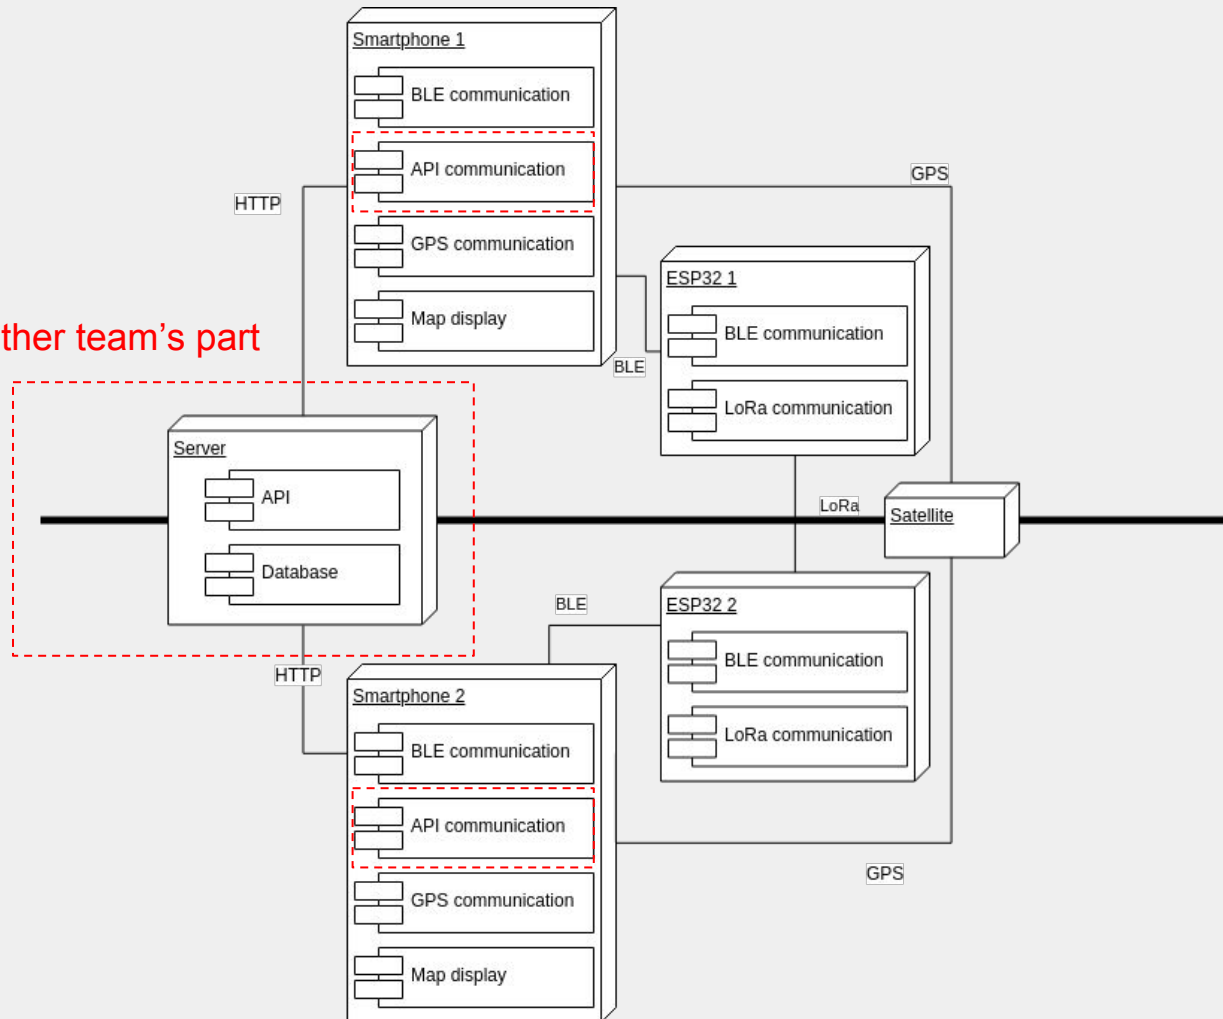 Smartphone 1
BLE communication
API communication
GPS communication
Map display
HTTP
GPS
ESP32 1
BLE communication
LoRa communication
BLE
ther team's part
Server
API
Database
LoRa
Satellite
HTTP
BLE
ESP32 2
BLE communication
LoRa communication
Smartphone 2
BLE communication
API communication
GPS communication
Map display
GPS